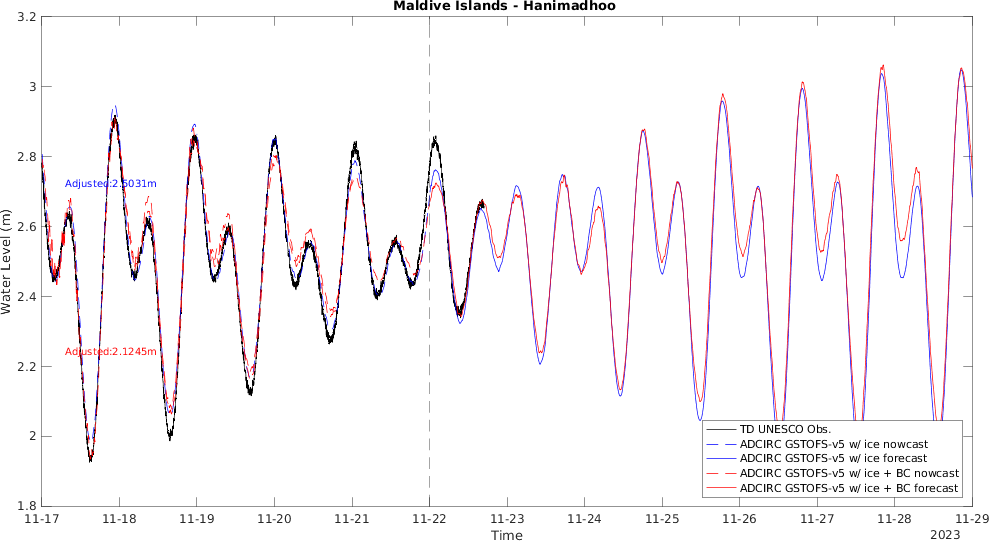 Maldive Islands - Hanimadhoo
3.2
3
2.8
2.6
2.4
2.2
2
1.8
Water Level (m)
Adjusted:2.5031m
Adjusted:2.1245m
TD UNESCO Obs.
ADCIRC GSTOFS-v5 w/ ice nowcast
ADCIRC GSTOFS-v5 w/ ice forecast
ADCIRC GSTOFS-v5 w/ ice + BC nowcast
ADCIRC GSTOFS-v5 w/ ice + BC forecast
11-17 11-18 11-19 11-20 11-21 11-22 11-23 11-24 11-25 11-26 11-27 11-28 11-29
Time
2023